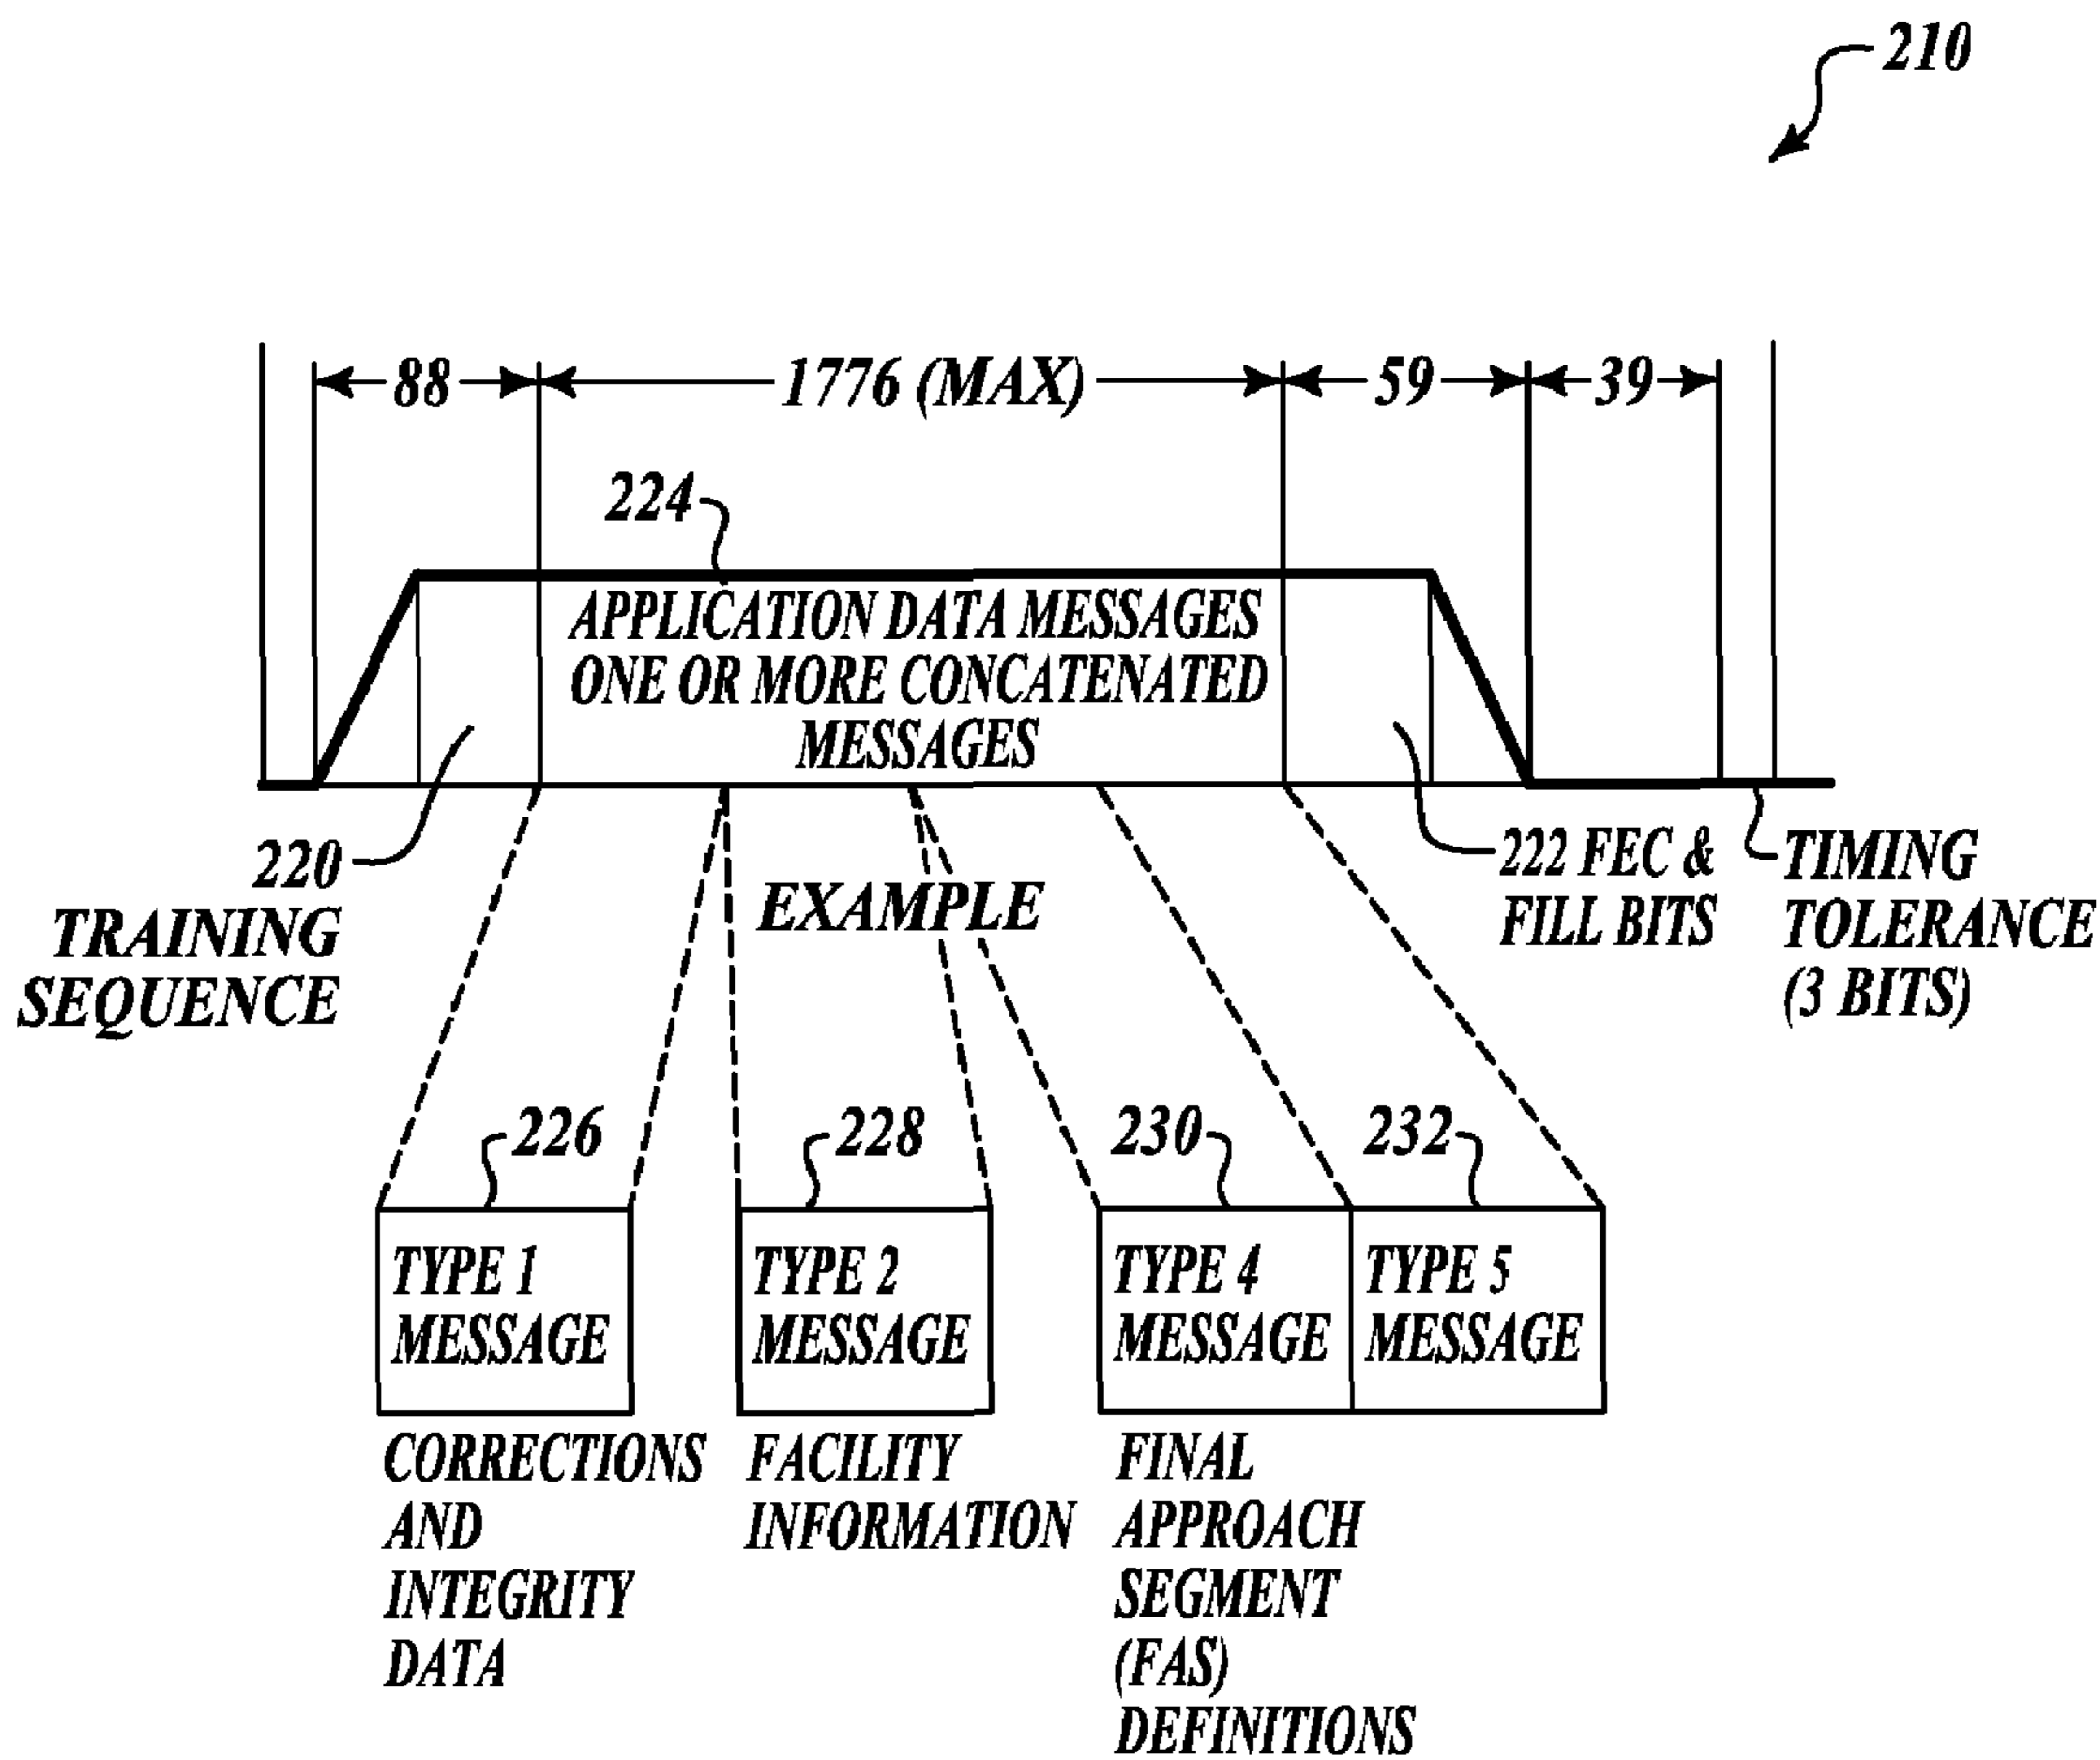 210
88
1776 (MAX)
59
39
224
APPLICATION DATA MESSAGES
ONE OR MORE CONCATENATED
MESSAGES
220
TRAINING
SEQUENCE
EXAMPLE
222 FEC &
FILL BITS
TIMING
TOLERANCE
(3 BITS)
226
228
230
232
TYPE 1
MESSAGE
TYPE 2
MESSAGE
TYPE 4
MESSAGE
TYPE 5
MESSAGE
CORRECTIONS
AND
INTEGRITY
DATA
FACILITY
INFORMATION
FINAL
APPROACH
SEGMENT
(FAS)
DEFINITIONS